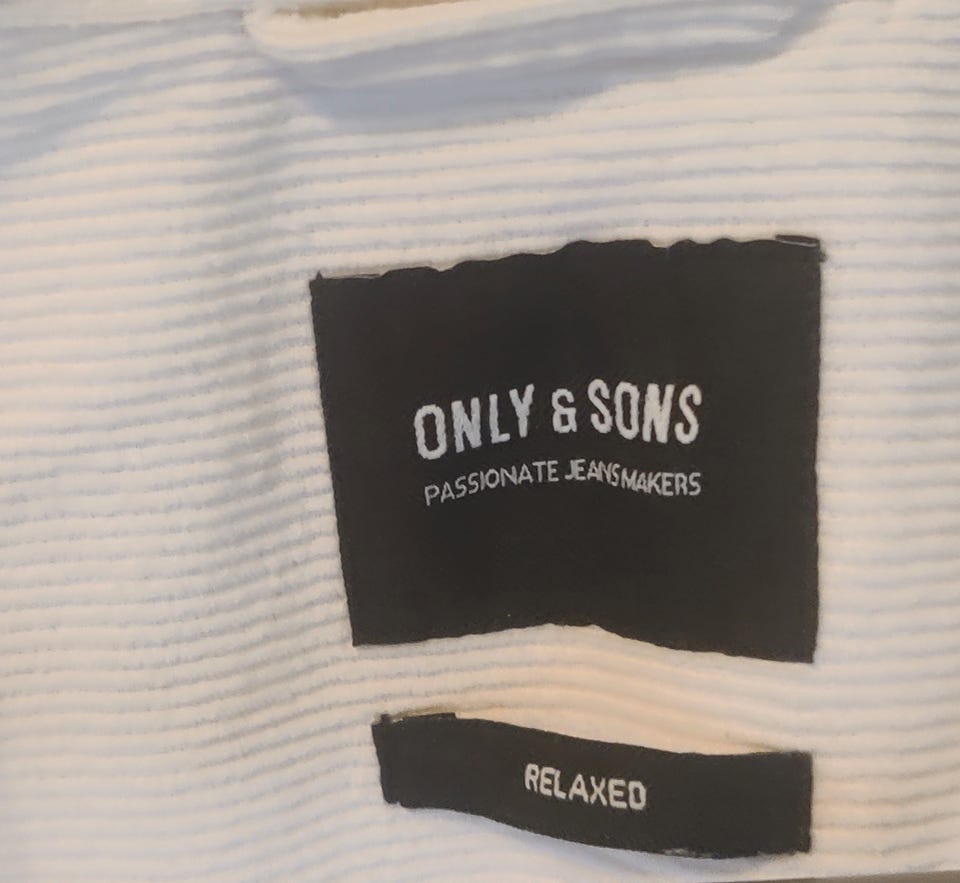 ONLY & SONS
PASSIONATE JEANSMAKERS
RELAXED